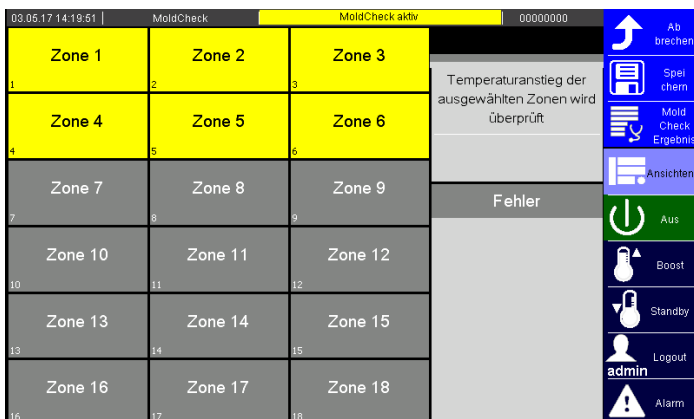 03.05.17 14:19:51 MoldCheck MoldCheck aktiv 00000000
Zone 1 Zone 2 Zone 3
1 2 3
Zone 4 Zone 5 Zone 6
4 5 6
Zone 7 Zone 8 Zone 9
7 8 9
Zone 10 Zone 11 Zone 12
10 11 12
Zone 13 Zone 14 Zone 15
13 14 15
Zone 16 Zone 17 Zone 18
16 17 18
Temperaturanstieg der
ausgewählten Zonen wird
überprüft
Fehler
Ab
brechen
Spei
chern
Mold
Check
Ergebnis
Ansichten
Aus
Boost
Standby
Logout
admin
Alarm